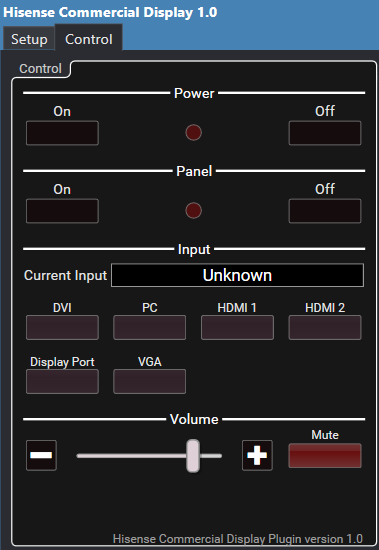 Hisense Commercial Display 1.0
Setup Control
Control
Power
On Off
Panel
On Off
Input
Current Input Unknown
DVI PC HDMI 1 HDMI 2
Display Port VGA
Volume
Mute
Hisense Commercial Display Plugin version 1.0